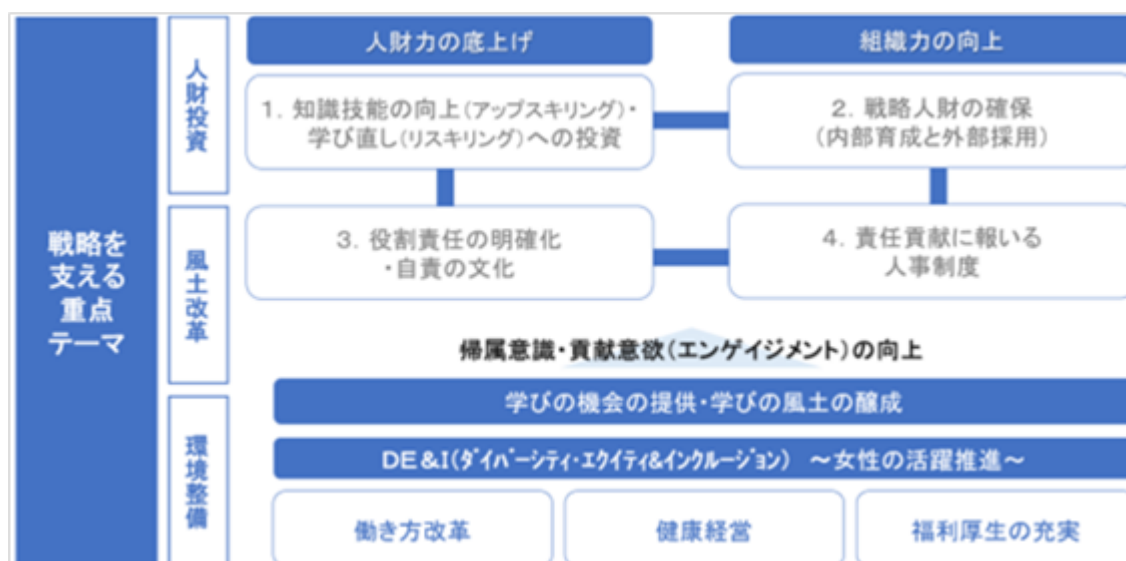 戦略を
支える
重点
テーマ
人財投資
人財力の底上げ
組織力の向上
1. 知識技能の向上(アップスキリング)・
学び直し(リスキリング)への投資
2. 戦略人財の確保
(内部育成と外部採用)
風土改革
3. 役割責任の明確化
・自責の文化
4. 責任貢献に報いる
人事制度
帰属意識・貢献意欲(エンゲイジメント)の向上
環境整備
学びの機会の提供・学びの風土の醸成
DE&I(ﾀﾞｲﾊﾞｰｼﾃｨ・ｴｸｲﾃｨ&ｲﾝｸﾙｰｼﾞｮﾝ) ～女性の活躍推進～
働き方改革
健康経営
福利厚生の充実